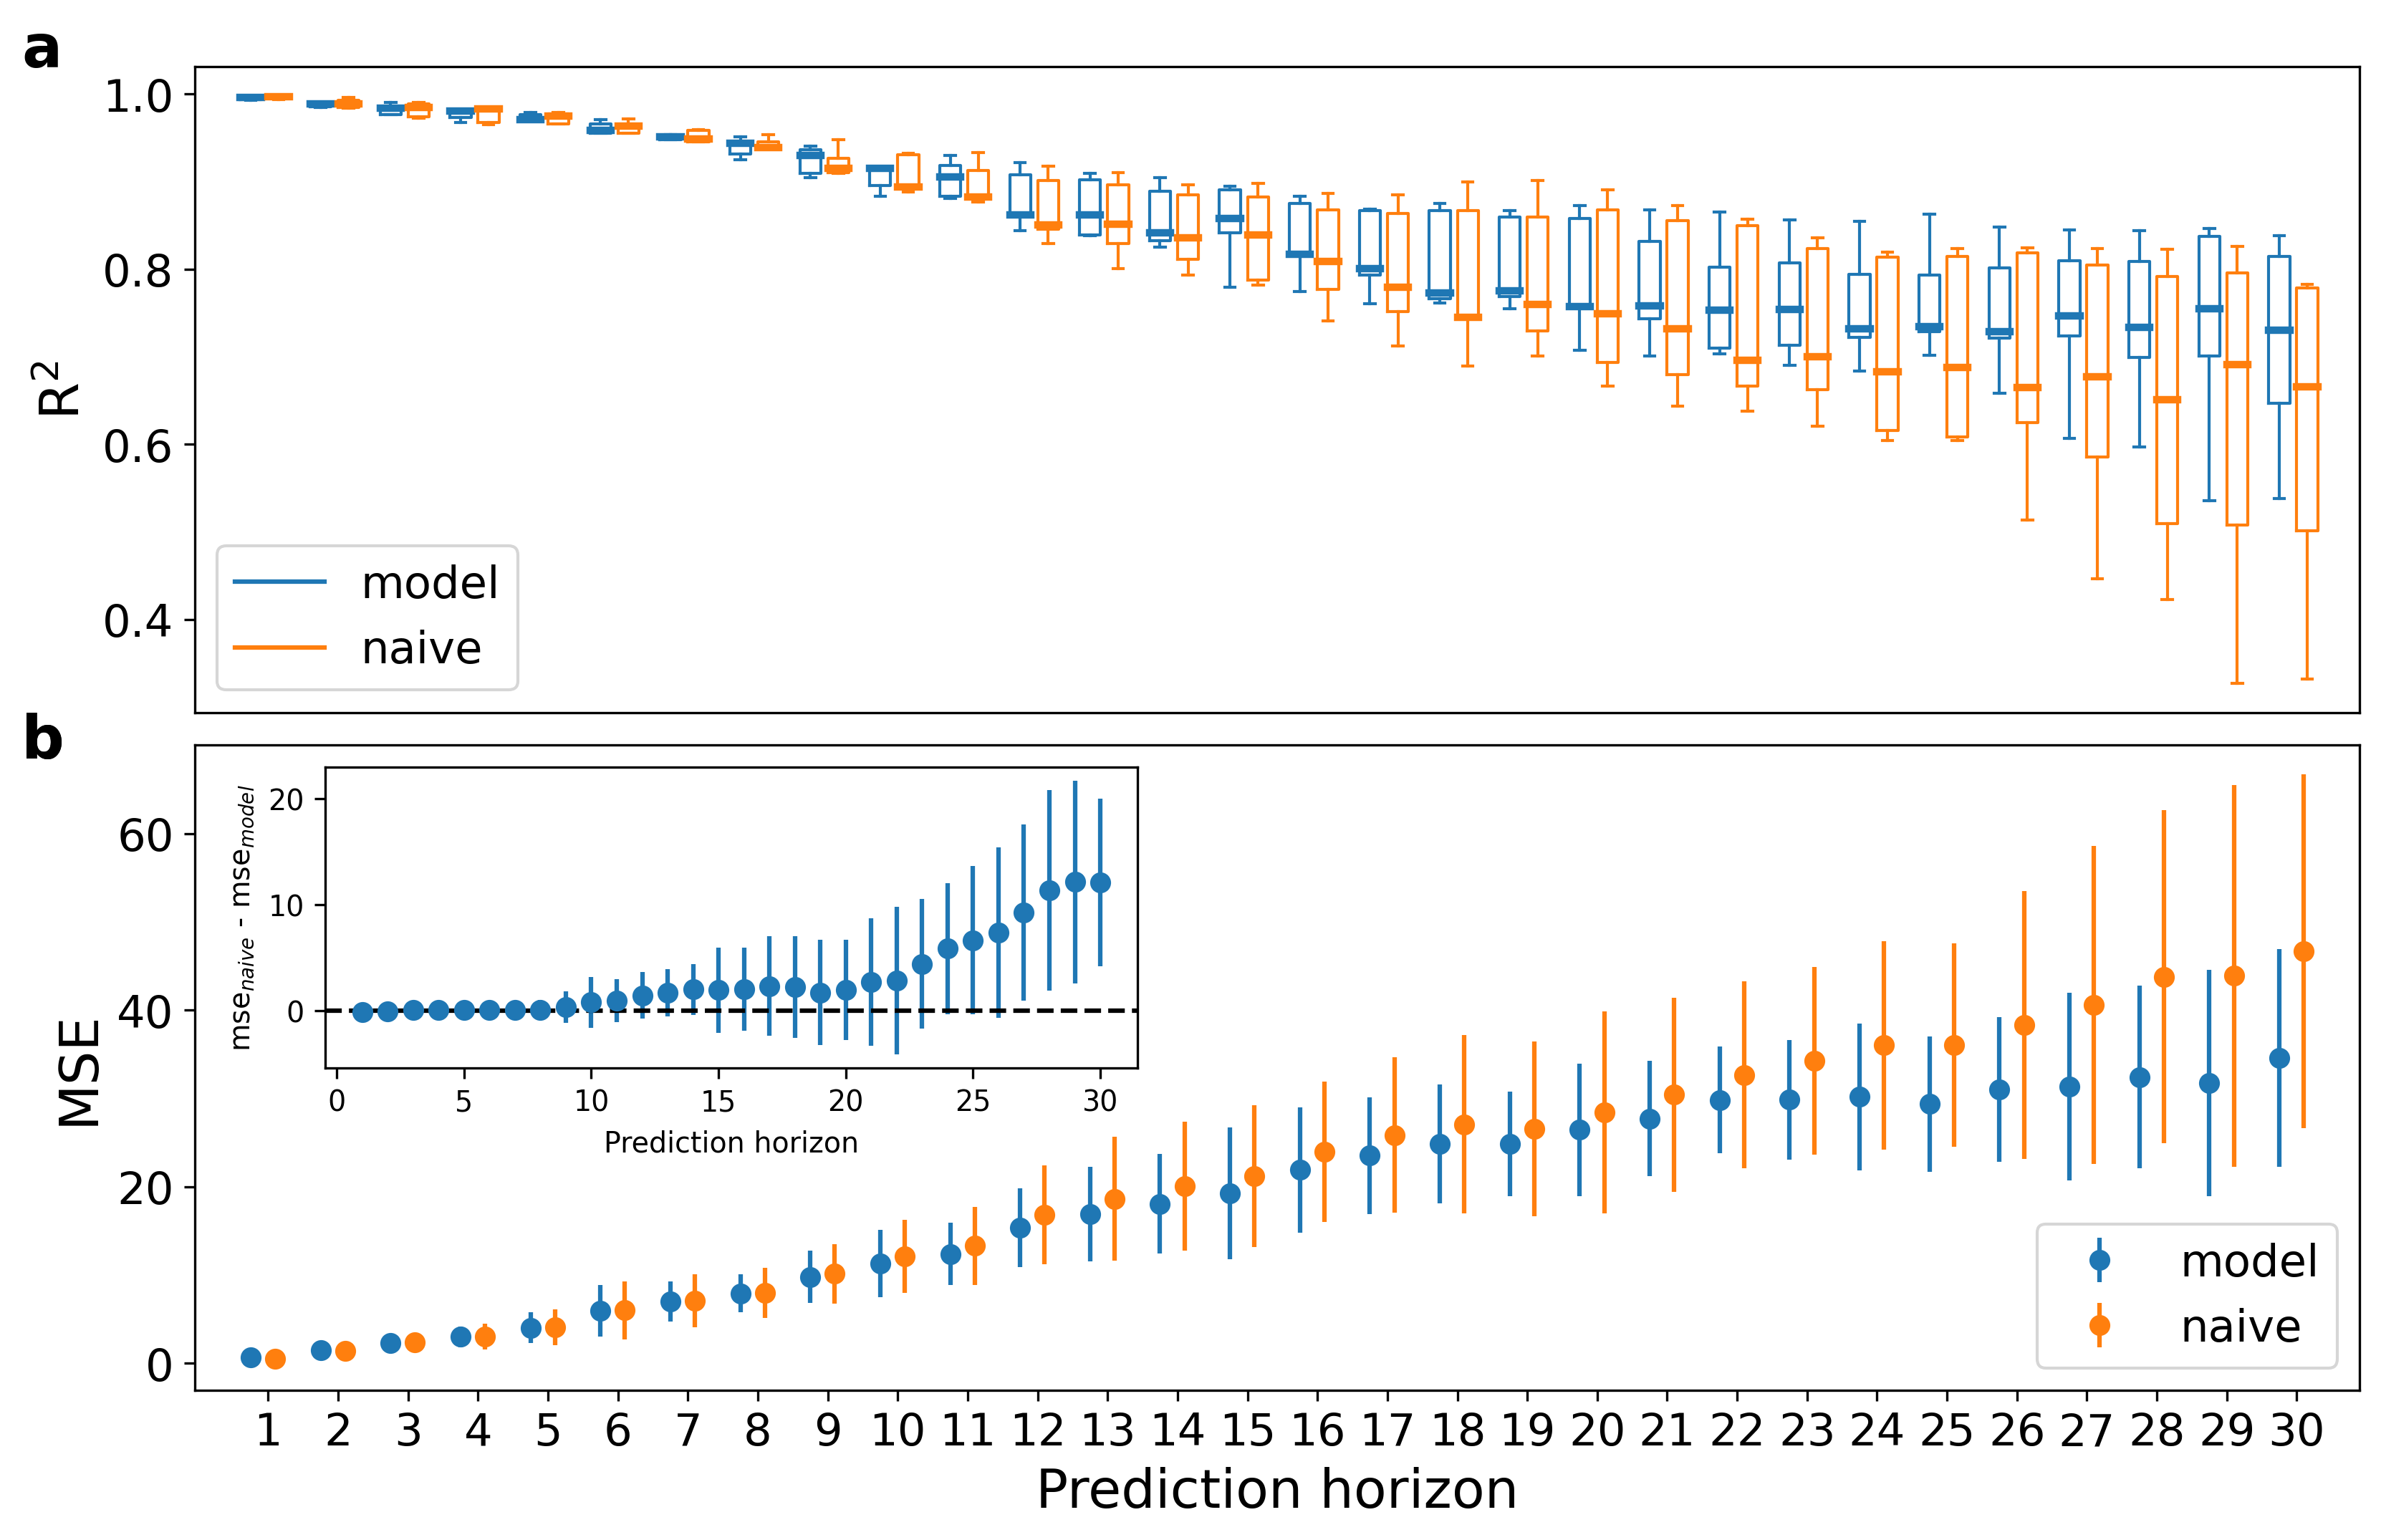 a
1.0
0.8
0.6
0.4
R²
model
naive
b
60
40
20
0
MSE
20
10
0
mse_naive - mse_model
0 5 10 15 20 25 30
Prediction horizon
model
naive
1 2 3 4 5 6 7 8 9 10 11 12 13 14 15 16 17 18 19 20 21 22 23 24 25 26 27 28 29 30
Prediction horizon